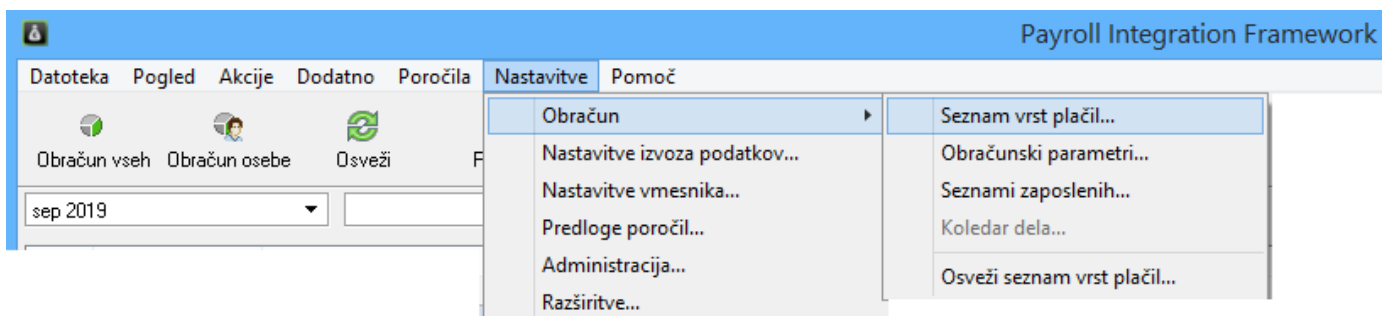 Payroll Integration Framework
Datoteka Pogled Akcije Dodatno Poročila Nastavitve Pomoč
Obračun vseh Obračun osebe Osveži F
sep 2019
Obračun
Nastavitve izvoza podatkov...
Nastavitve vmesnika...
Predloge poročil...
Administracija...
Razširitve...
Seznam vrst plačil...
Obračunski parametri...
Seznami zaposlenih...
Koledar dela...
Osveži seznam vrst plačil...